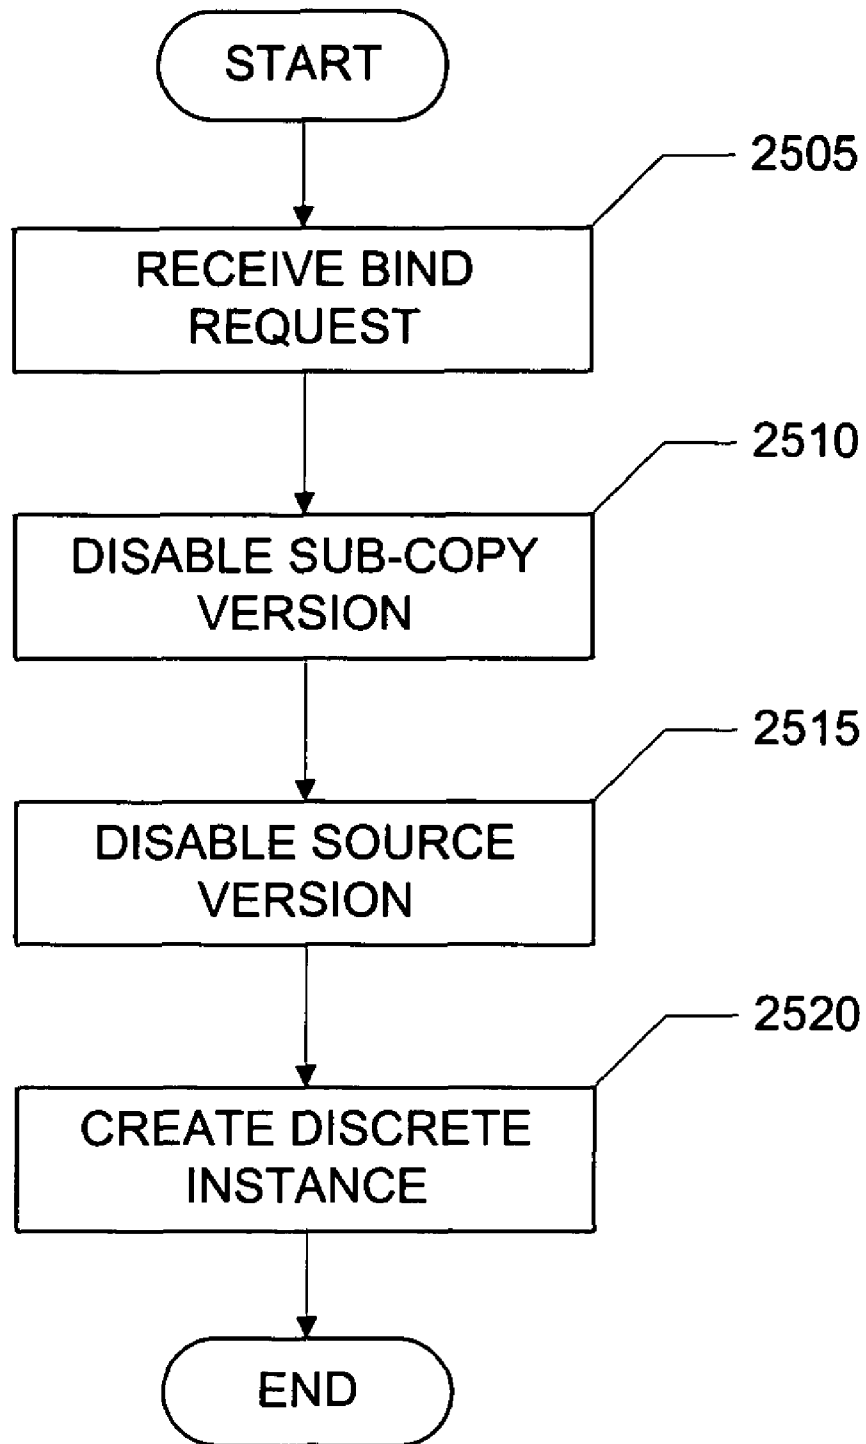 START
2505
RECEIVE BIND
REQUEST
2510
DISABLE SUB-COPY
VERSION
2515
DISABLE SOURCE
VERSION
2520
CREATE DISCRETE
INSTANCE
END